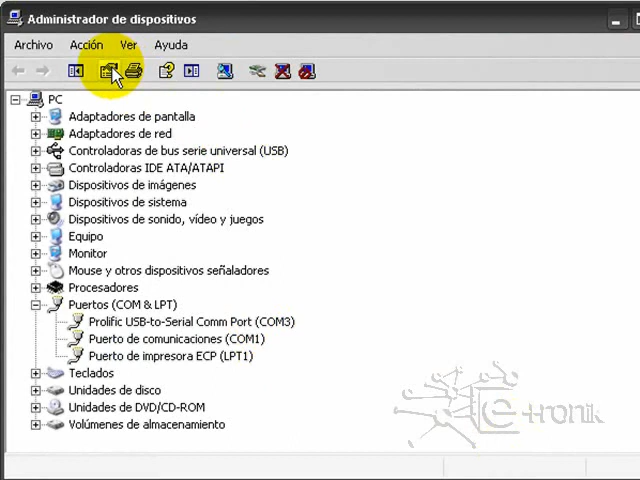 Administrador de dispositivos
Archivo Acción Ver Ayuda
PC
Adaptadores de pantalla
Adaptadores de red
Controladoras de bus serie universal (USB)
Controladoras IDE ATA/ATAPI
Dispositivos de imágenes
Dispositivos de sistema
Dispositivos de sonido, vídeo y juegos
Equipo
Monitor
Mouse y otros dispositivos señaladores
Procesadores
Puertos (COM & LPT)
Prolific USB-to-Serial Comm Port (COM3)
Puerto de comunicaciones (COM1)
Puerto de impresora ECP (LPT1)
Teclados
Unidades de disco
Unidades de DVD/CD-ROM
Volúmenes de almacenamiento
e-tronik